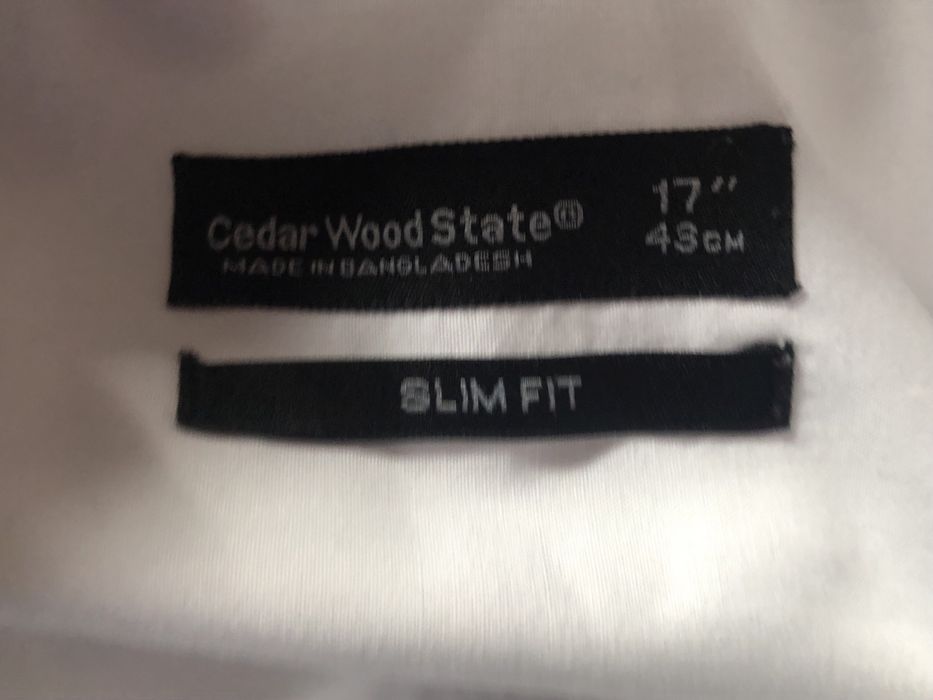 Cedar Wood State®
MADE IN BANGLADESH
17"
43CM
SLIM FIT